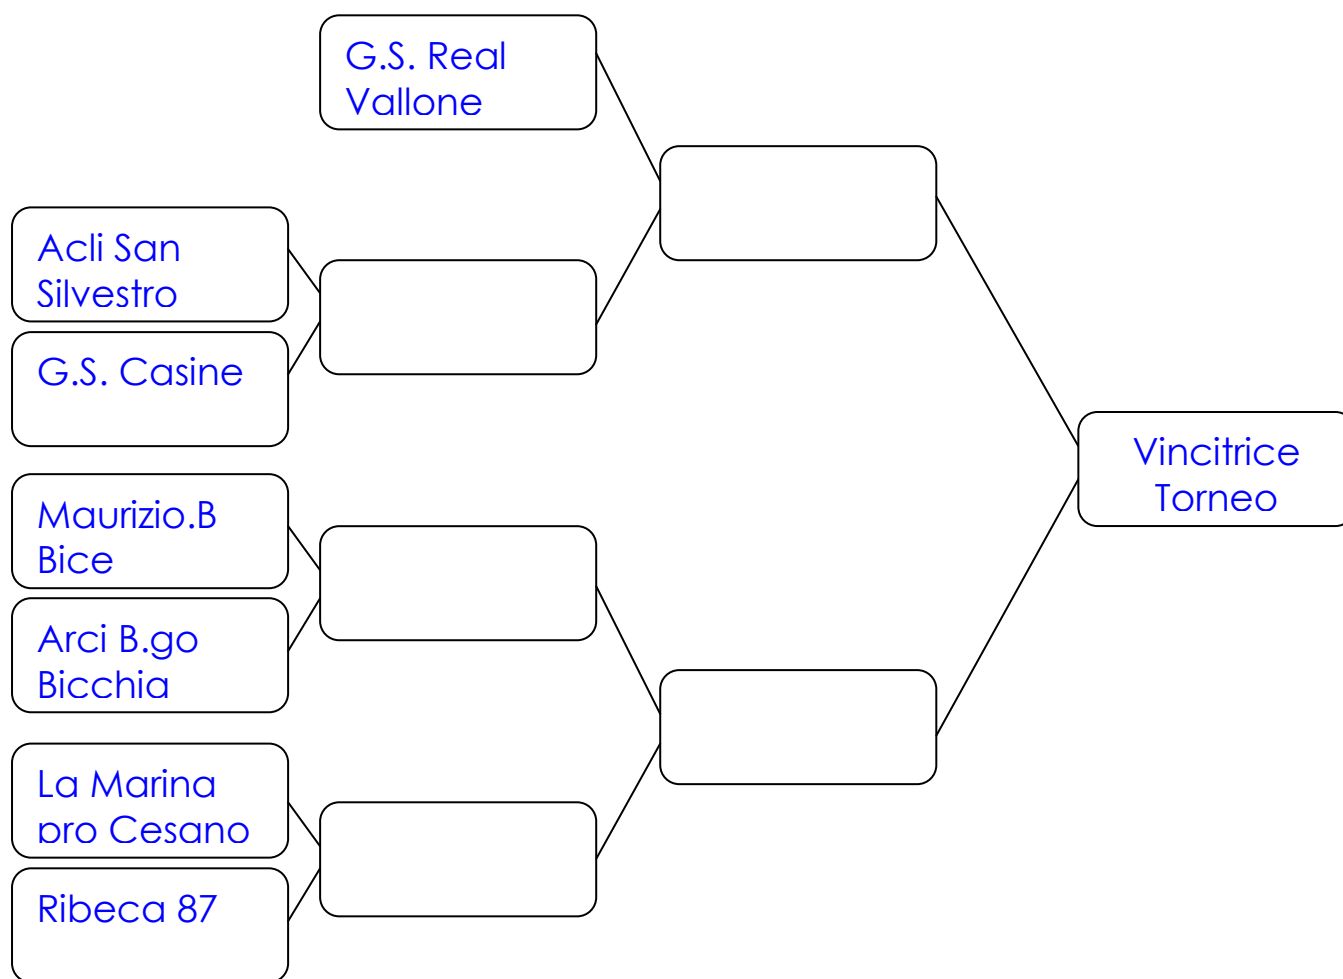 G.S. Real
Vallone
Acli San
Silvestro
G.S. Casine
Maurizio.B
Bice
Arci B.go
Bicchia
La Marina
pro Cesano
Ribeca 87
Vincitrice
Torneo